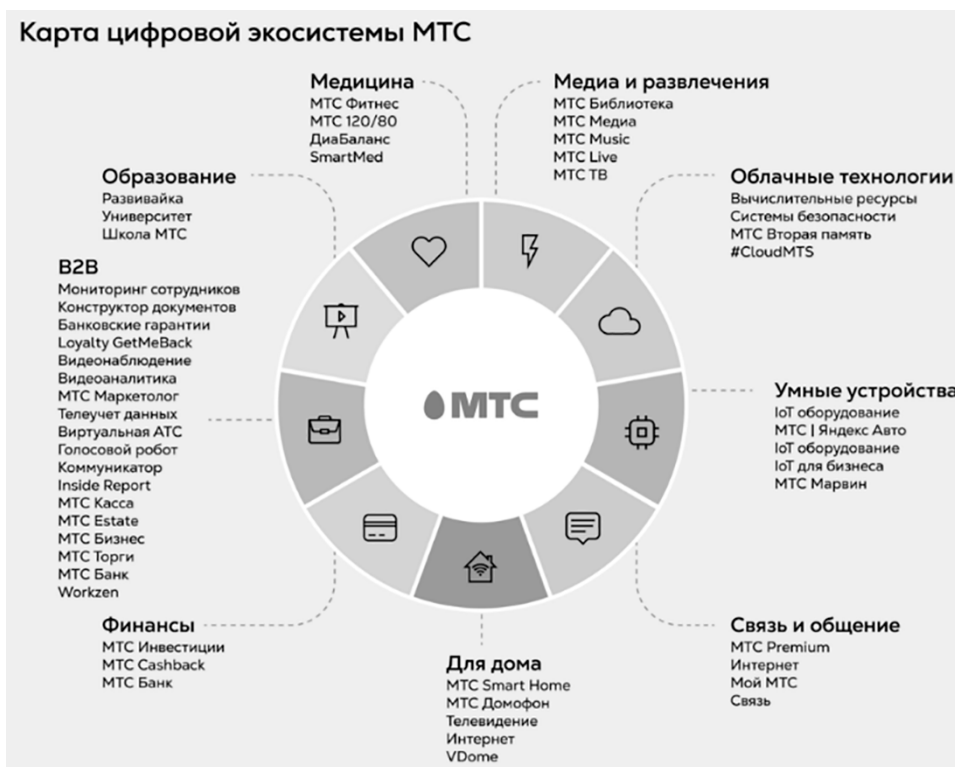 Карта цифровой экосистемы МТС
Медицина
МТС Фитнес
МТС 120/80
ДиаБаланс
SmartMed
Медиа и развлечения
МТС Библиотека
МТС Медиа
МТС Music
МТС Live
МТС ТВ
Образование
Развивайка
Университет
Школа МТС
Облачные технологии
Вычислительные ресурсы
Системы безопасности
МТС Вторая память
#CloudMTS
B2B
Мониторинг сотрудников
Конструктор документов
Банковские гарантии
Loyalty GetMeBack
Видеонаблюдение
Видеоаналитика
МТС Маркетолог
Телеучет данных
Виртуальная АТС
Голосовой робот
Коммуникатор
Inside Report
МТС Касса
МТС Estate
МТС Бизнес
МТС Торги
МТС Банк
Workzen
МТС
Умные устройства
IoT оборудование
МТС | Яндекс Авто
IoT оборудование
IoT для бизнеса
МТС Марвин
Финансы
МТС Инвестиции
МТС Cashback
МТС Банк
Для дома
МТС Smart Home
МТС Домофон
Телевидение
Интернет
VDome
Связь и общение
МТС Premium
Интернет
Мой МТС
Связь